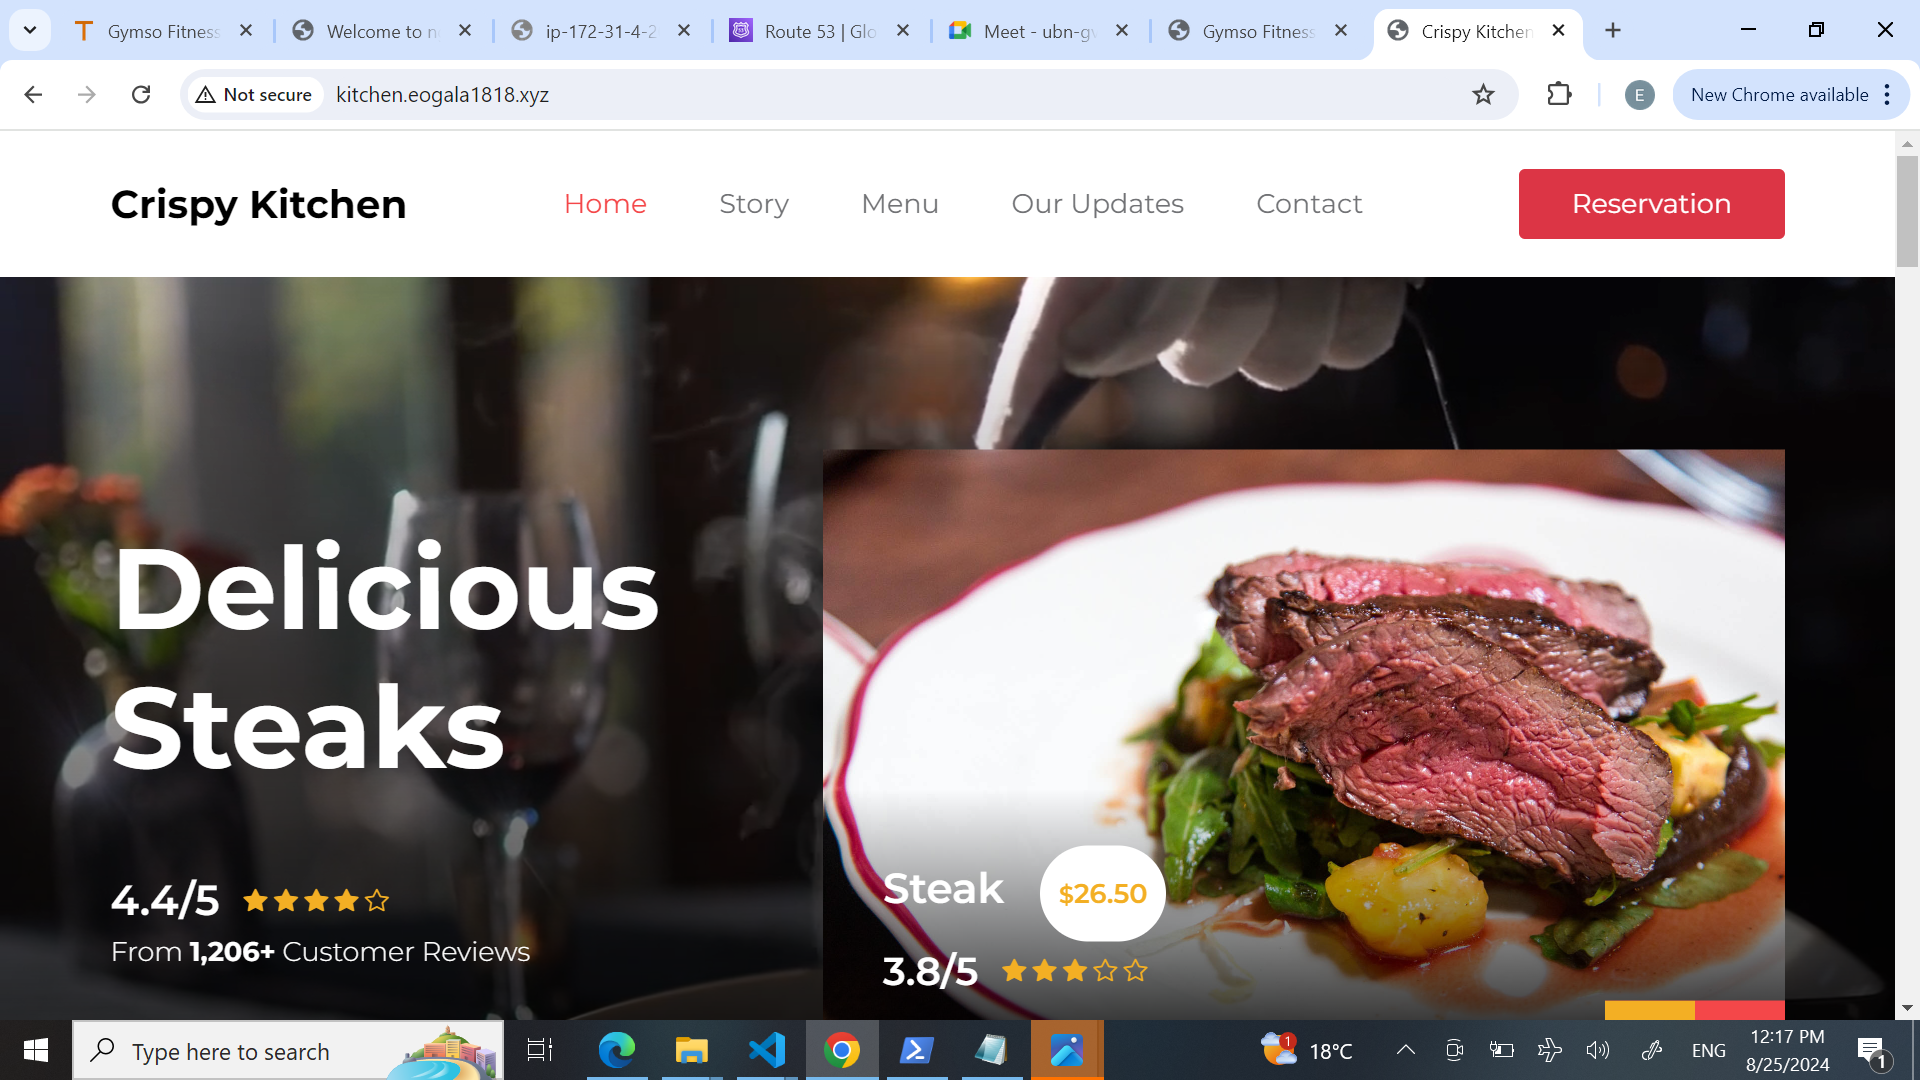 Gymso Fitness
Welcome to n
ip-172-31-4-2
Route 53 | Glo
Meet - ubn-gv
Gymso Fitness
Crispy Kitchen
Not secure
kitchen.eogala1818.xyz
E
New Chrome available
Crispy Kitchen
Home
Story
Menu
Our Updates
Contact
Reservation
Delicious
Steaks
4.4/5
From 1,206+ Customer Reviews
Steak
$26.50
3.8/5
Type here to search
1
18°C
ENG
12:17 PM
8/25/2024
1